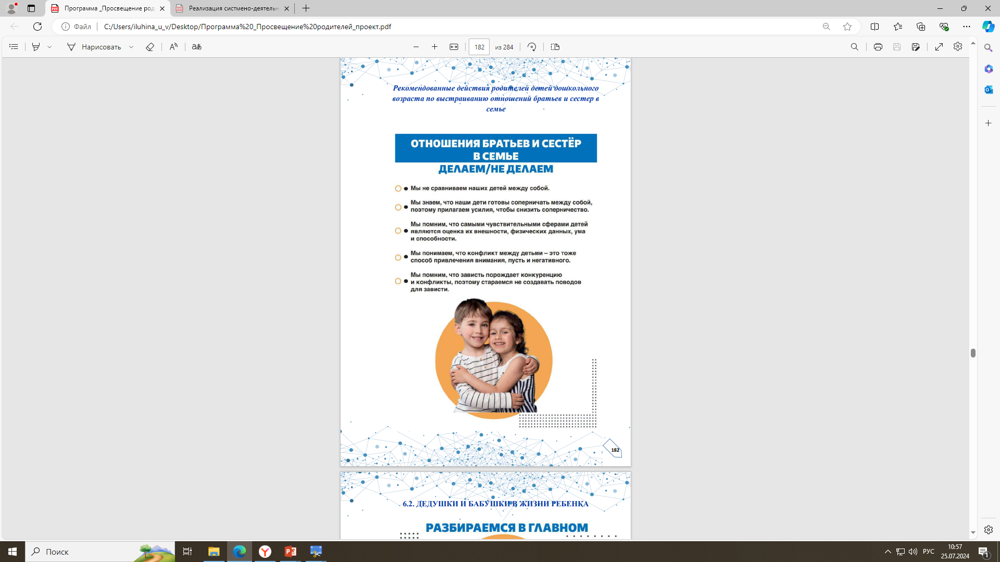 Программа _Просвещение род
Реализация систмено-деятельн
Файл
C:/Users/iluhina_u_v/Desktop/Программа%20_Просвещение%20родителей_проект.pdf
Нарисовать
aあ
182
из 284
Рекомендованные действия родителей детей дошкольного
возраста по выстраиванию отношений братьев и сестер в
семье
ОТНОШЕНИЯ БРАТЬЕВ И СЕСТЁР
В СЕМЬЕ
ДЕЛАЕМ/НЕ ДЕЛАЕМ
Мы не сравниваем наших детей между собой.
Мы знаем, что наши дети готовы соперничать между собой,
поэтому прилагаем усилия, чтобы снизить соперничество.
Мы помним, что самыми чувствительными сферами детей
являются оценка их внешности, физических данных, ума
и способности.
Мы понимаем, что конфликт между детьми – это тоже
способ привлечения внимания, пусть и негативного.
Мы помним, что зависть порождает конкуренцию
и конфликты, поэтому стараемся не создавать поводов
для зависти.
182
6.2. ДЕДУШКИ И БАБУШКИ В ЖИЗНИ РЕБЕНКА
РАЗБИРАЕМСЯ В ГЛАВНОМ
Поиск
РУС
10:57
25.07.2024
1